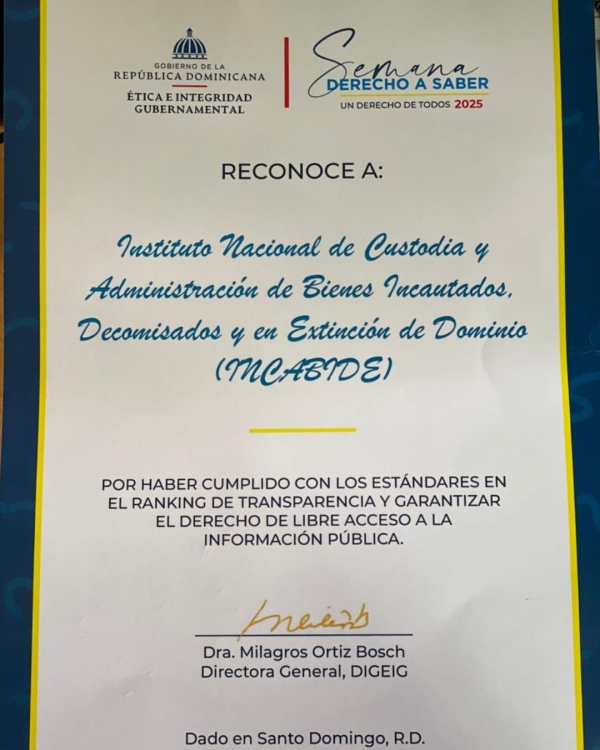 GOBIERNO DE LA
REPÚBLICA DOMINICANA
ÉTICA E INTEGRIDAD
GUBERNAMENTAL
Semana
DERECHO A SABER
UN DERECHO DE TODOS 2025
RECONOCE A:
Instituto Nacional de Custodia y
Administración de Bienes Incautados,
Decomisados y en Extinción de Dominio
(INCABIDE)
POR HABER CUMPLIDO CON LOS ESTÁNDARES EN
EL RANKING DE TRANSPARENCIA Y GARANTIZAR
EL DERECHO DE LIBRE ACCESO A LA
INFORMACIÓN PÚBLICA.
Dra. Milagros Ortiz Bosch
Directora General, DIGEIG
Dado en Santo Domingo, R.D.